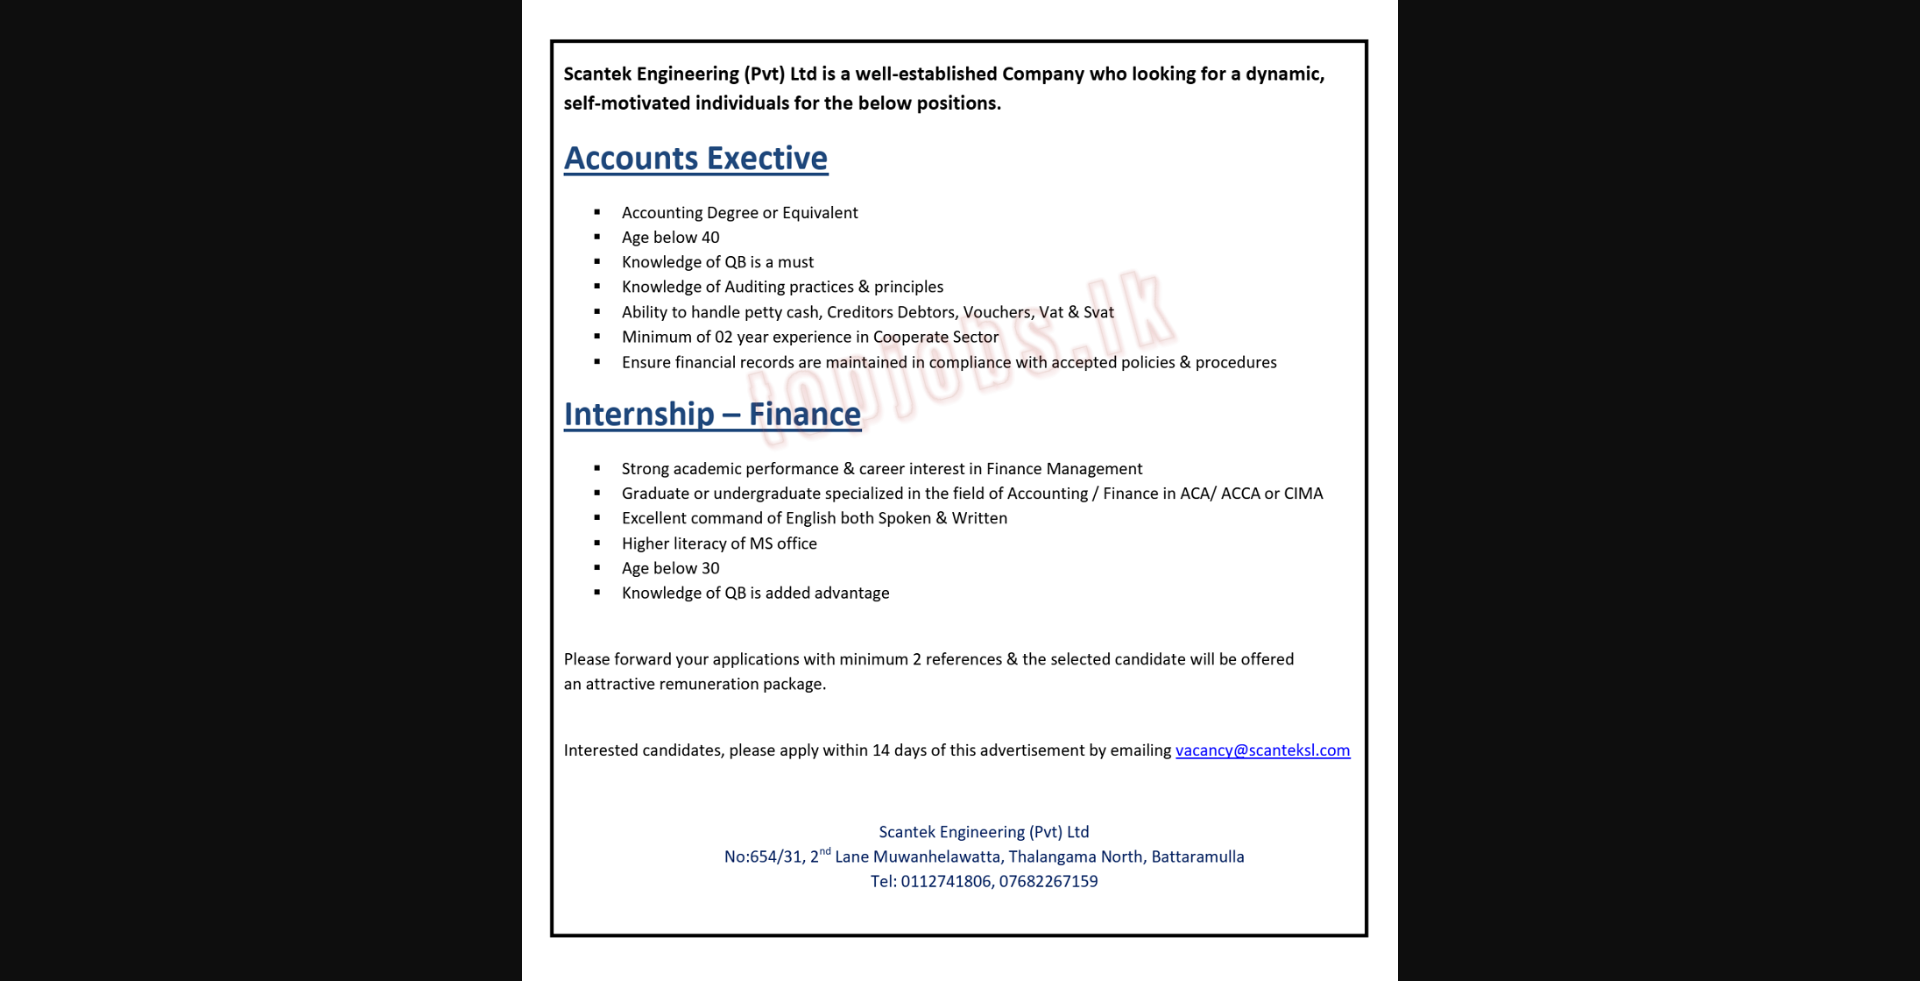 Scantek Engineering (Pvt) Ltd is a well-established Company who looking for a dynamic,
self-motivated individuals for the below positions.
Accounts Exective
▪ Accounting Degree or Equivalent
▪ Age below 40
▪ Knowledge of QB is a must
▪ Knowledge of Auditing practices & principles
▪ Ability to handle petty cash, Creditors Debtors, Vouchers, Vat & Svat
▪ Minimum of 02 year experience in Cooperate Sector
▪ Ensure financial records are maintained in compliance with accepted policies & procedures
topjobs.lk
Internship – Finance
▪ Strong academic performance & career interest in Finance Management
▪ Graduate or undergraduate specialized in the field of Accounting / Finance in ACA/ ACCA or CIMA
▪ Excellent command of English both Spoken & Written
▪ Higher literacy of MS office
▪ Age below 30
▪ Knowledge of QB is added advantage
Please forward your applications with minimum 2 references & the selected candidate will be offered
an attractive remuneration package.
Interested candidates, please apply within 14 days of this advertisement by emailing vacancy@scanteksl.com
Scantek Engineering (Pvt) Ltd
No:654/31, 2nd Lane Muwanhelawatta, Thalangama North, Battaramulla
Tel: 0112741806, 07682267159